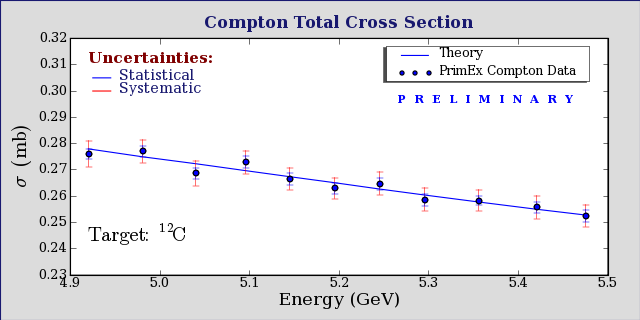 Compton Total Cross Section
0.32
0.31
0.30
0.29
0.28
0.27
0.26
0.25
0.24
0.23
σ (mb)
Uncertainties:
Statistical
Systematic
Theory
PrimEx Compton Data
P R E L I M I N A R Y
Target: ¹²C
4.9 5.0 5.1 5.2 5.3 5.4 5.5
Energy (GeV)